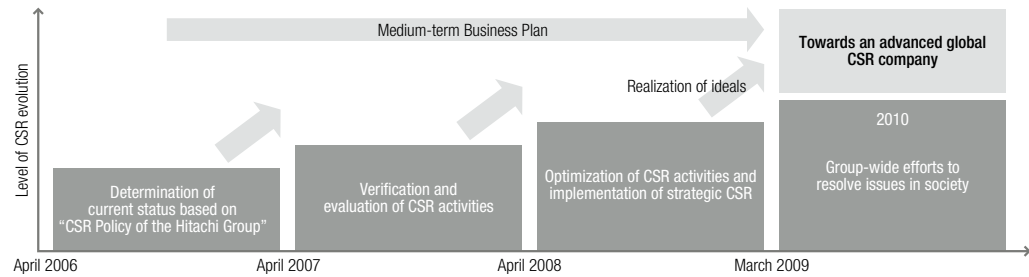 Medium-term Business Plan
Towards an advanced global
CSR company
Realization of ideals
Level of CSR evolution
2010
Group-wide efforts to
resolve issues in society
Optimization of CSR activities and
implementation of strategic CSR
Verification and
evaluation of CSR activities
Determination of
current status based on
“CSR Policy of the Hitachi Group”
April 2006
April 2007
April 2008
March 2009